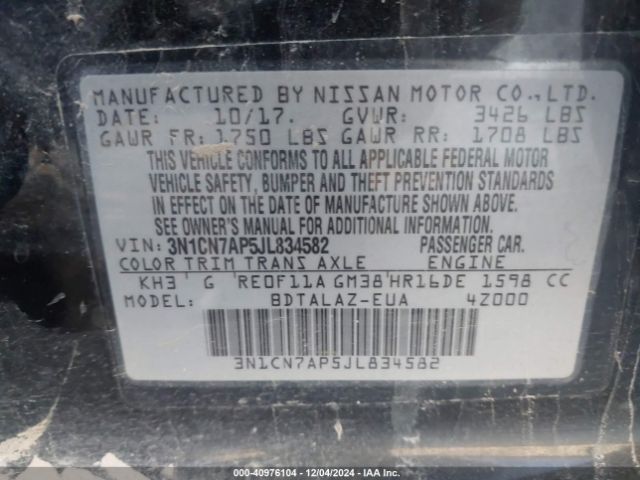 MANUFACTURED BY NISSAN MOTOR CO., LTD.
DATE: 10/17. GVWR: 3426 LBS
GAWR FR: 1750 LBS GAWR RR: 1708 LBS
THIS VEHICLE CONFORMS TO ALL APPLICABLE FEDERAL MOTOR
VEHICLE SAFETY, BUMPER AND THEFT PREVENTION STANDARDS
IN EFFECT ON THE DATE OF MANUFACTURE SHOWN ABOVE.
SEE OWNER'S MANUAL FOR ADDITIONAL INFORMATION.
VIN: 3N1CN7AP5JL834582 PASSENGER CAR.
COLOR TRIM TRANS AXLE ENGINE
KH3 G RE0F11A GM38 HR16DE 1598 CC
MODEL: BDTALAZ-EUA 4Z000
3N1CN7AP5JL834582
000-40976104 - 12/04/2024 - IAA Inc.